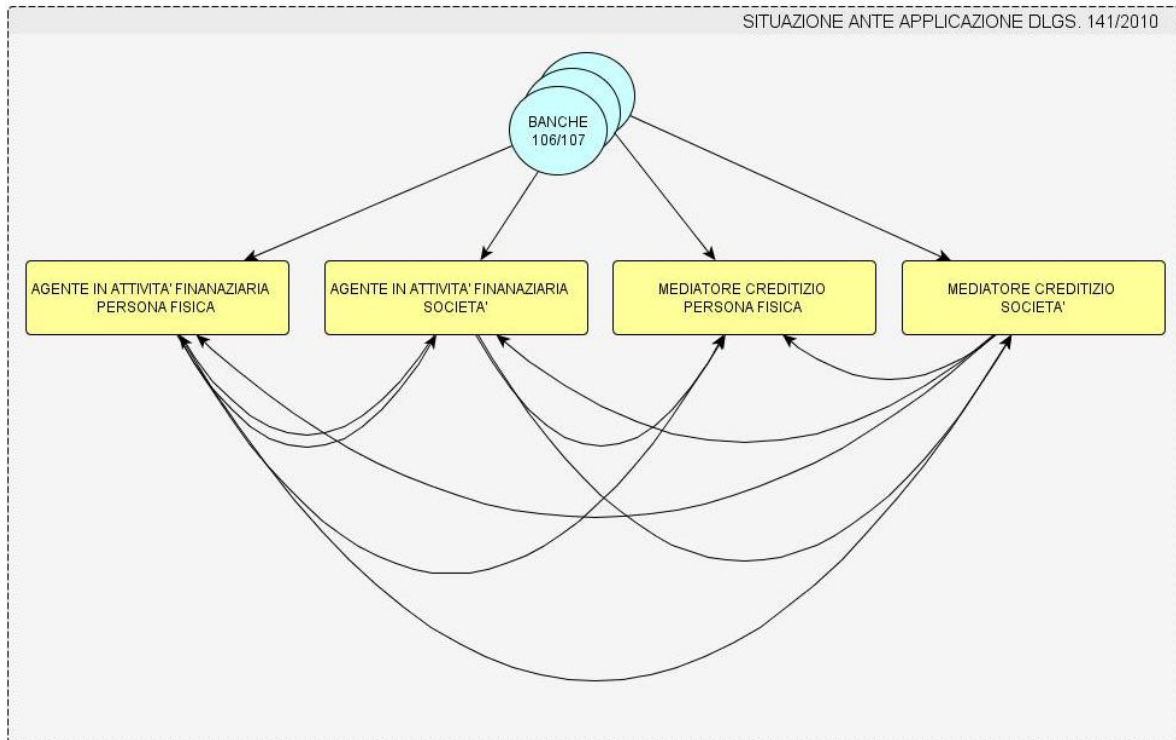 SITUAZIONE ANTE APPLICAZIONE DLGS. 141/2010
BANCHE
106/107
AGENTE IN ATTIVITA' FINANAZIARIA
PERSONA FISICA
AGENTE IN ATTIVITA' FINANAZIARIA
SOCIETA'
MEDIATORE CREDITIZIO
PERSONA FISICA
MEDIATORE CREDITIZIO
SOCIETA'